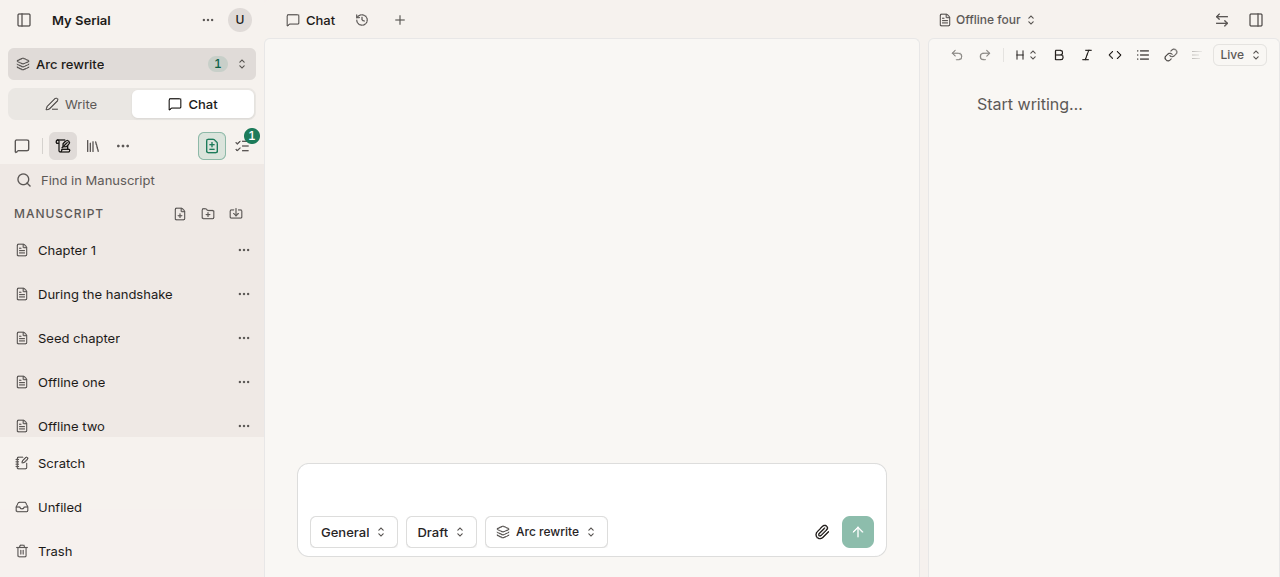 My Serial
U
Chat
Offline four
Arc rewrite
1
H
B
I
Live
Write
Chat
Start writing...
1
Find in Manuscript
MANUSCRIPT
Chapter 1
During the handshake
Seed chapter
Offline one
Offline two
Scratch
Unfiled
General
Draft
Arc rewrite
Trash